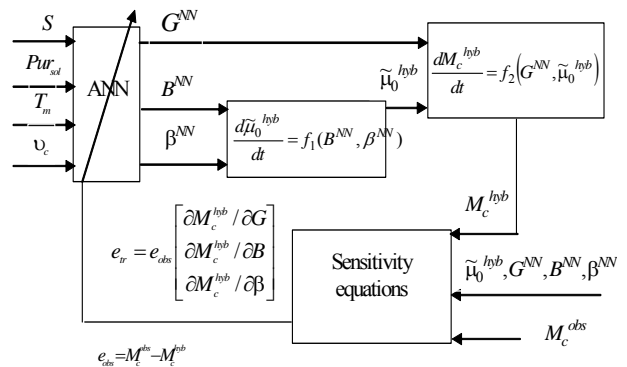 S
Pur_sol
T_m
υ_c
ANN
G^NN
B^NN
β^NN
dμ̃_0^hyb/dt = f_1(B^NN, β^NN)
μ̃_0^hyb
dM_c^hyb/dt = f_2(G^NN, μ̃_0^hyb)
M_c^hyb
e_tr = e_obs [∂M_c^hyb/∂G
∂M_c^hyb/∂B
∂M_c^hyb/∂β]
Sensitivity
equations
μ̃_0^hyb, G^NN, B^NN, β^NN
M_c^obs
e_obs = M_c^obs − M_c^hyb